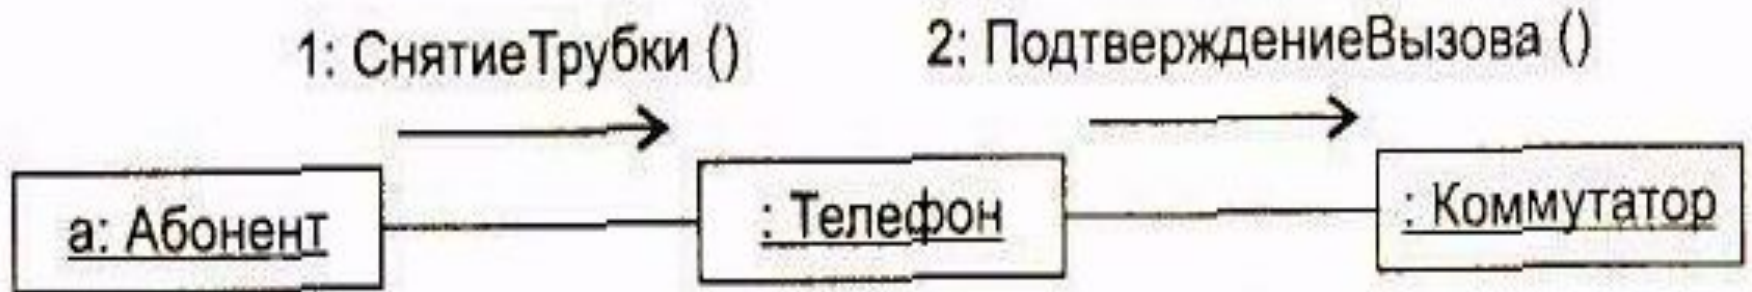 1: СнятиеТрубки ()
2: ПодтверждениеВызова ()
а: Абонент
: Телефон
: Коммутатор